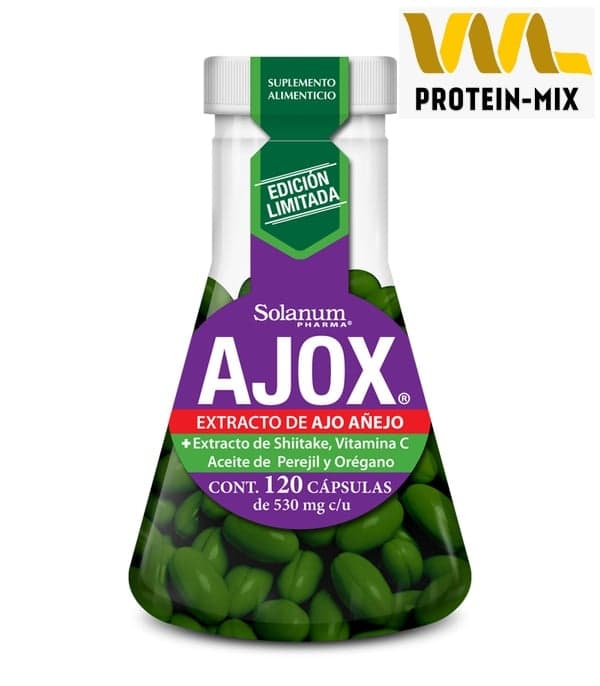 PROTEIN-MIX
SUPLEMENTO
ALIMENTICIO
EDICIÓN
LIMITADA
Solanum
PHARMA®
AJOX®
EXTRACTO DE AJO AÑEJO
+Extracto de Shiitake, Vitamina C
Aceite de Perejil y Orégano
CONT. 120 CÁPSULAS
de 530 mg c/u